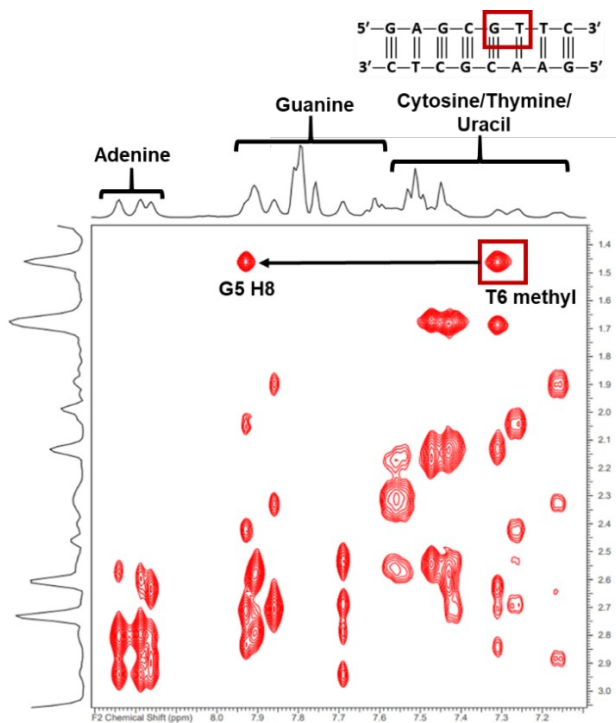 5′–G–A–G–C–G–T–T–C–3′
3′–C–T–C–G–C–A–A–G–5′
Guanine
Cytosine/Thymine/
Uracil
Adenine
G5 H8
T6 methyl
1.4
1.5
1.6
1.7
1.8
1.9
2.0
2.1
2.2
2.3
2.4
2.5
2.6
2.7
2.8
2.9
3.0
F2 Chemical Shift (ppm)
8.0
7.9
7.8
7.7
7.6
7.5
7.4
7.3
7.2